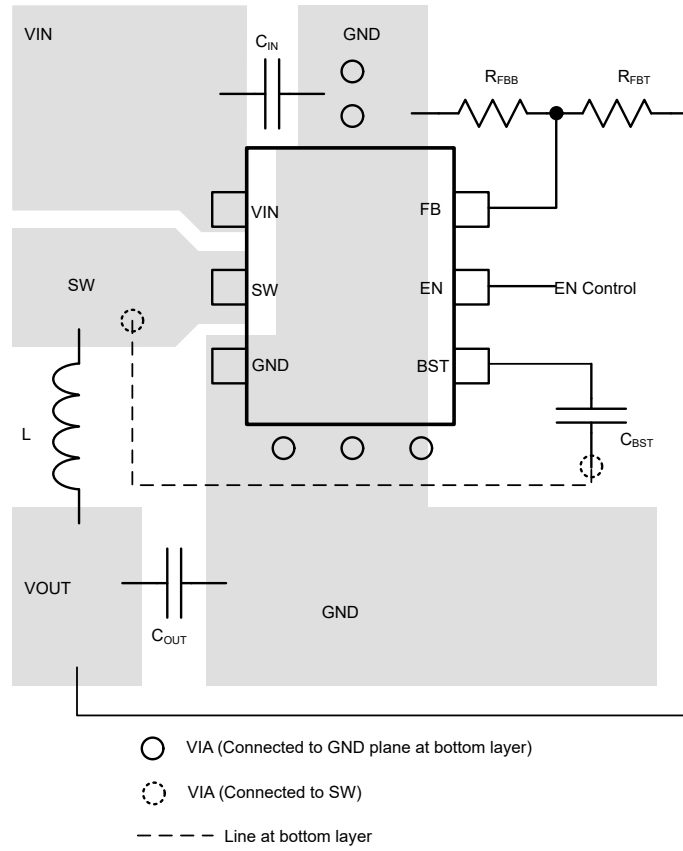 VIN
GND
CIN
RFBB
RFBT
VIN
FB
SW
SW
EN
EN Control
GND
BST
L
CBST
VOUT
GND
COUT
VIA (Connected to GND plane at bottom layer)
VIA (Connected to SW)
Line at bottom layer